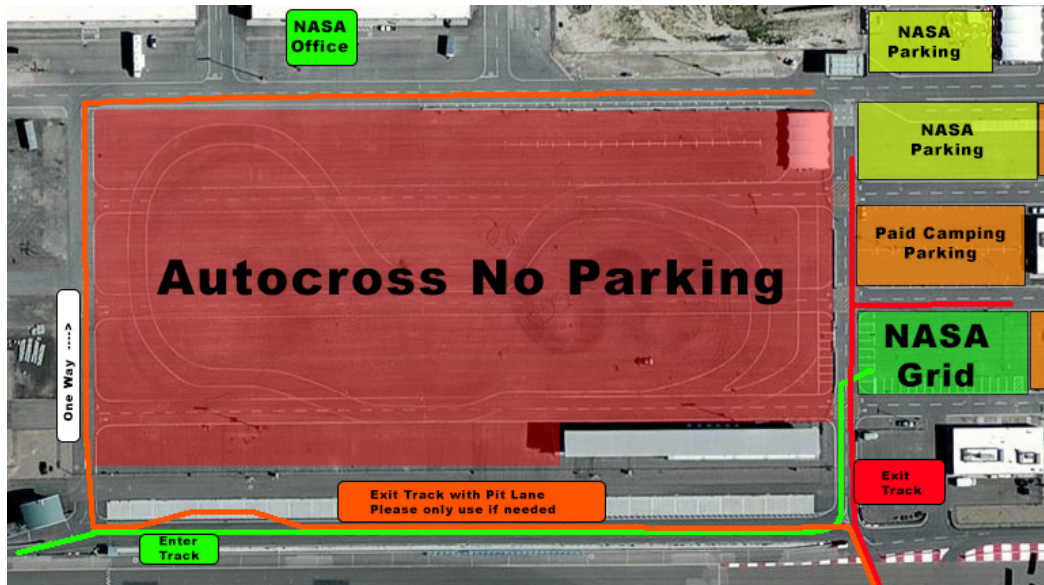 NASA
Office
NASA
Parking
NASA
Parking
Paid Camping
Parking
Autocross No Parking
One Way ---->
NASA
Grid
Exit
Track
Exit Track with Pit Lane
Please only use if needed
Enter
Track